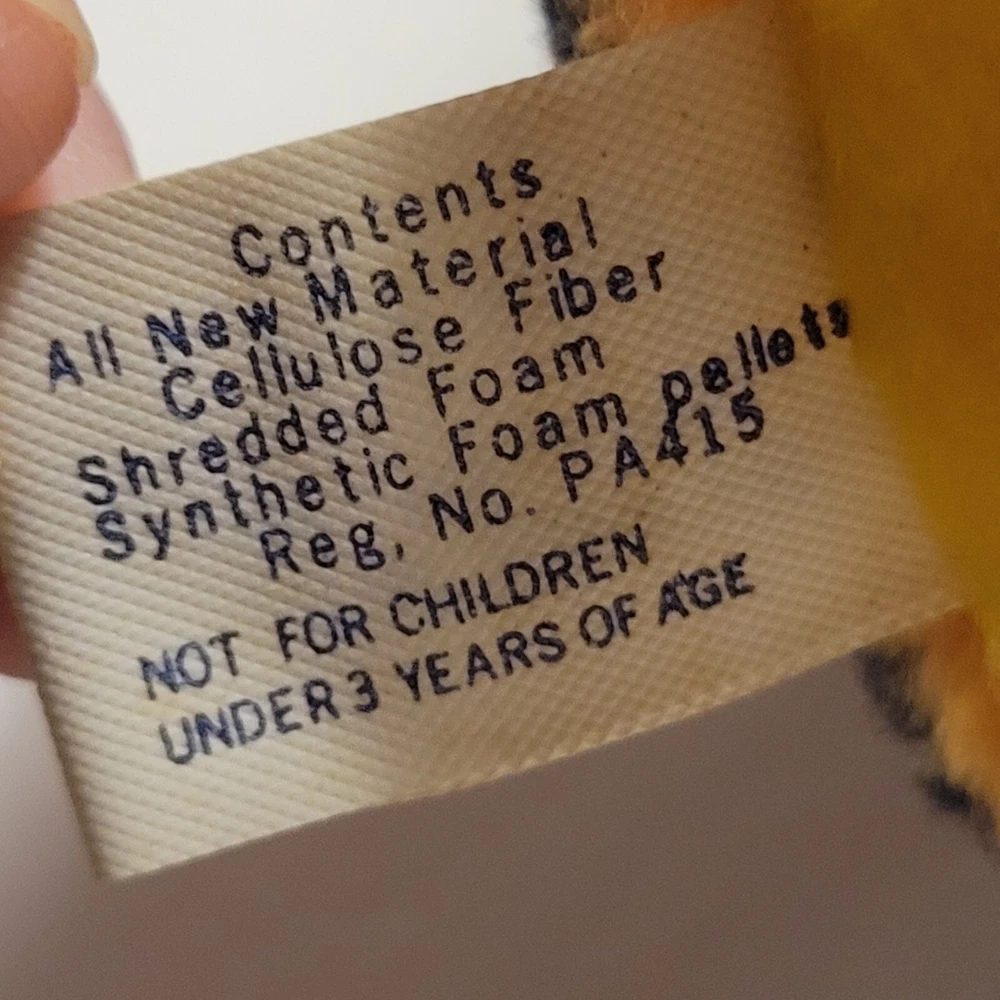 Contents
All New Material
Cellulose Fiber
Shredded Foam
Synthetic Foam pellets
Reg. No. PA415
NOT FOR CHILDREN
UNDER 3 YEARS OF AGE